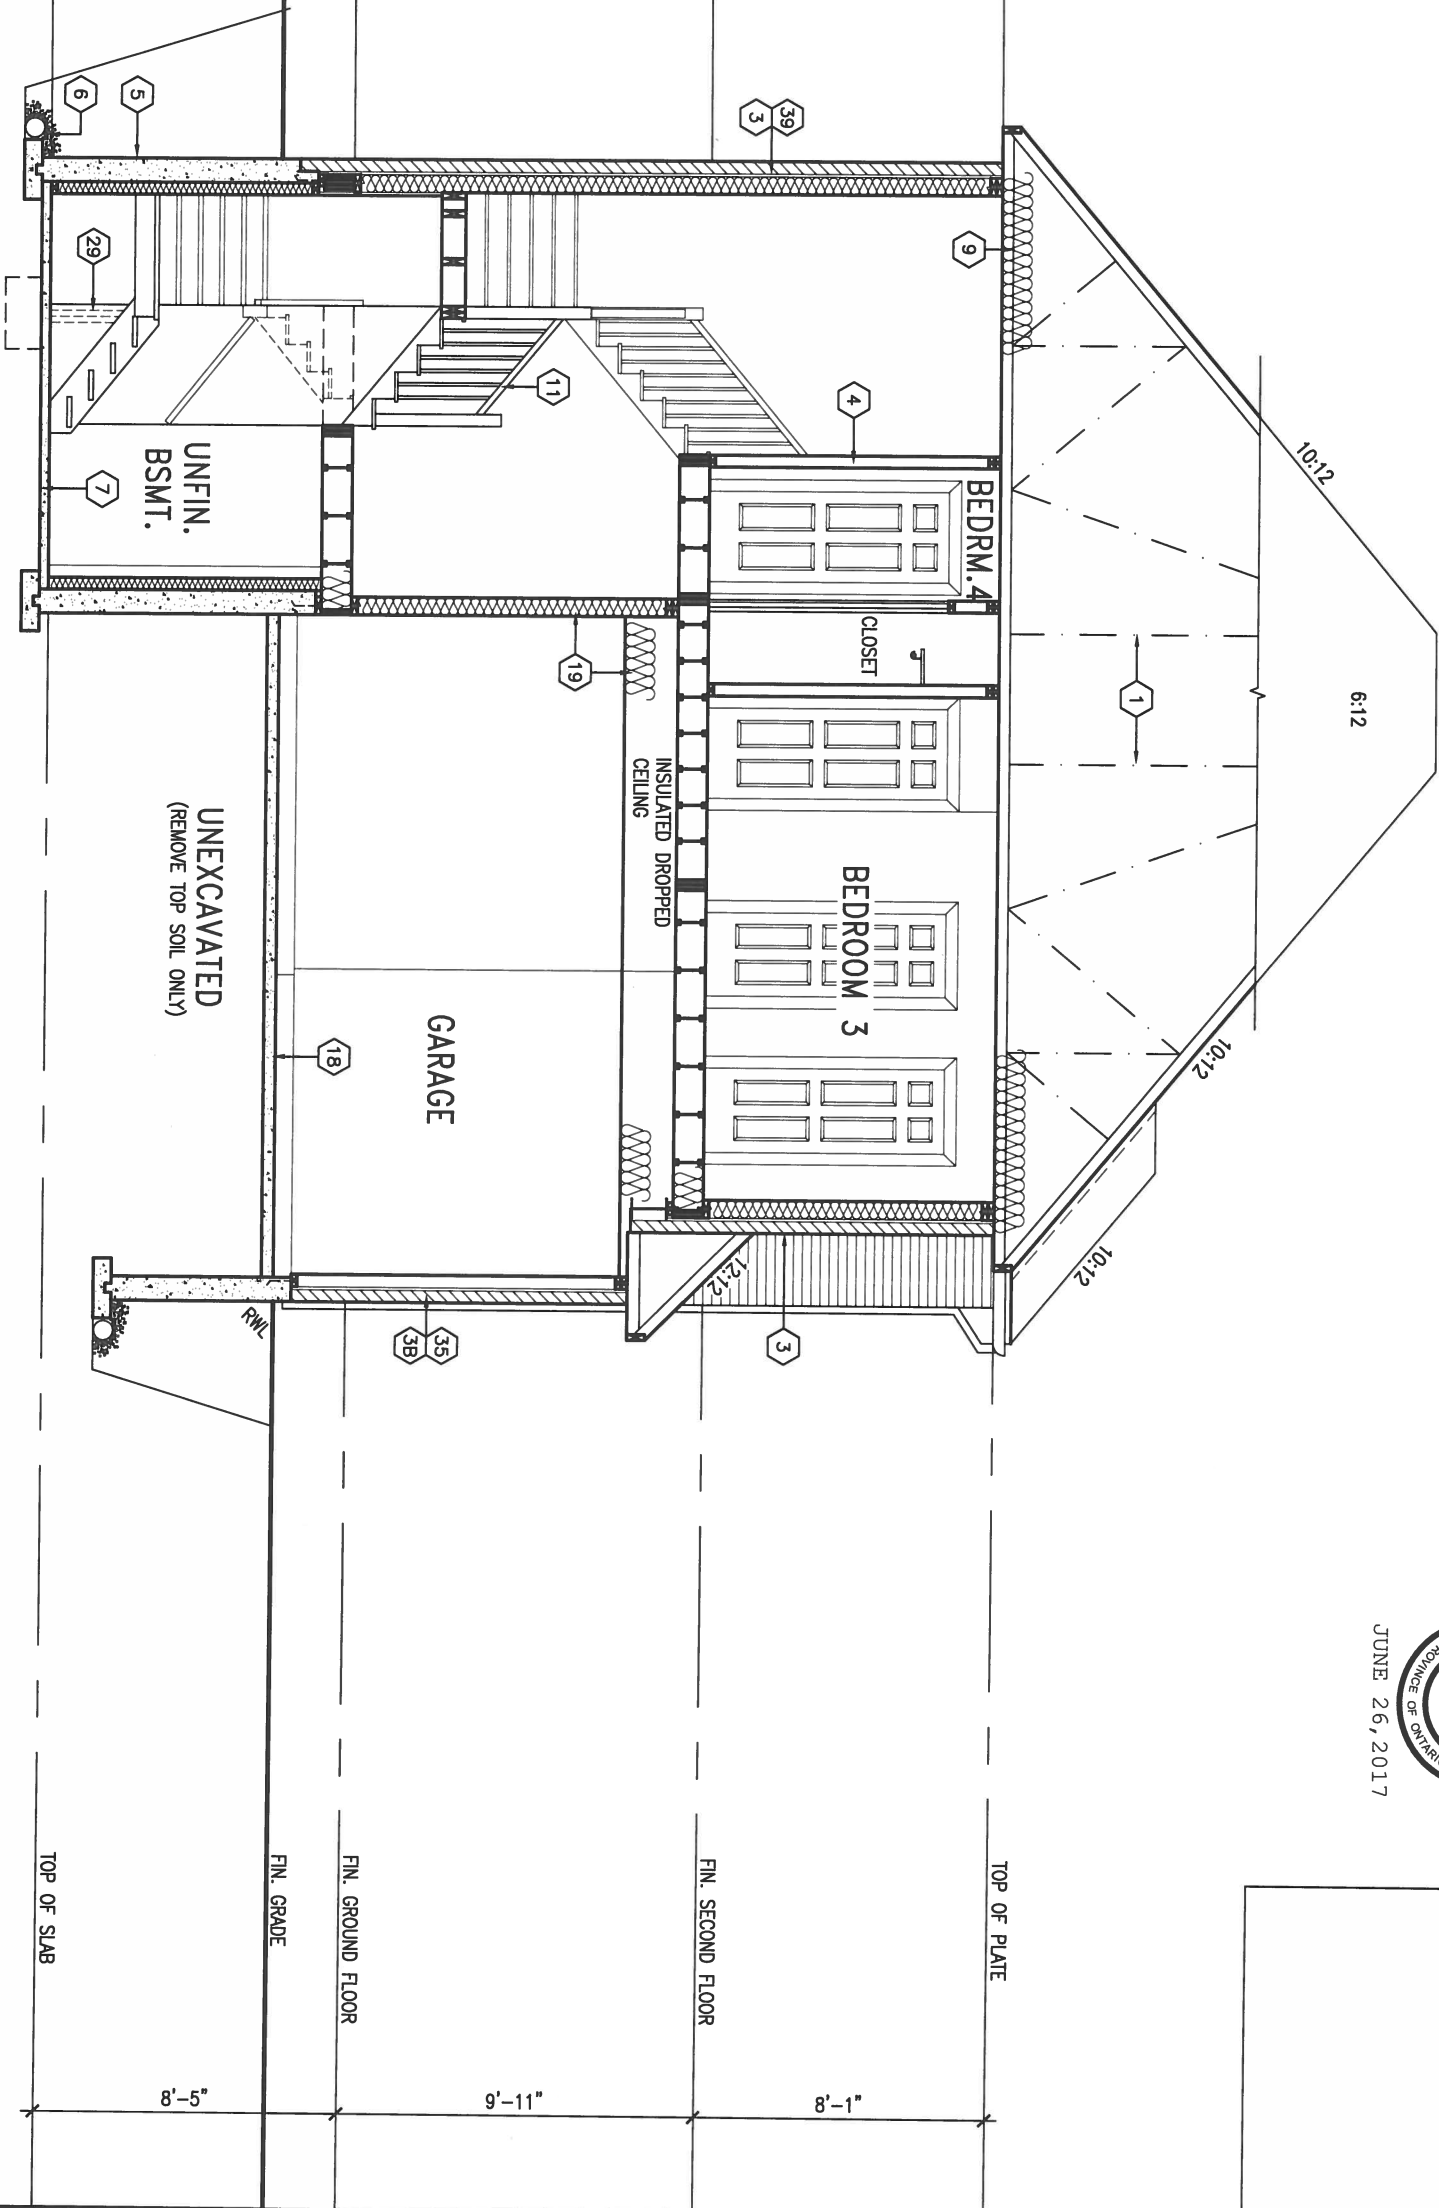 10:12
6:12
10:12
10:12
12:12
1
9
39
3
4
BEDRM.4
CLOSET
BEDROOM 3
3
INSULATED DROPPED
CEILING
11
19
GARAGE
35
3B
18
RWL
5
6
29
7
UNFIN.
BSMT.
UNEXCAVATED
(REMOVE TOP SOIL ONLY)
TOP OF PLATE
FIN. SECOND FLOOR
FIN. GROUND FLOOR
FIN. GRADE
TOP OF SLAB
8'-1"
9'-11"
8'-5"
OF
JUNE 26,2017